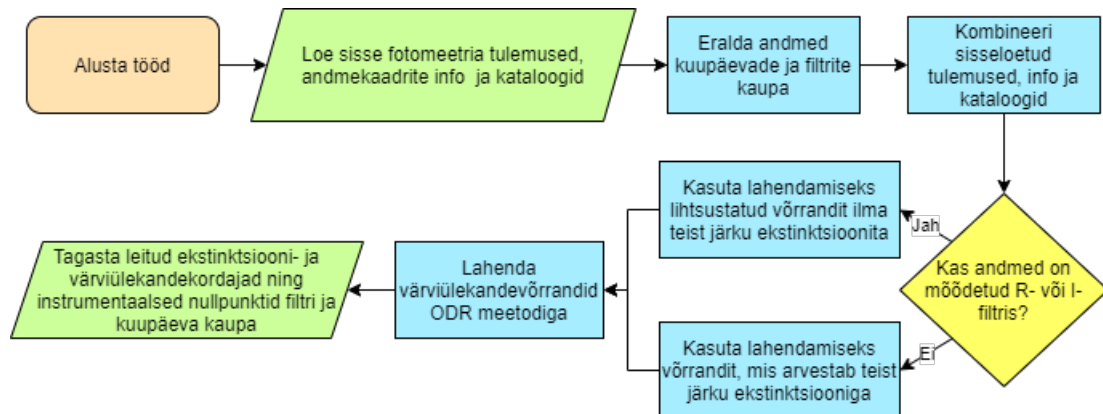 Alusta tööd
Loe sisse fotomeetria tulemused,
andmekaadrite info ja kataloogid
Eralda andmed
kuupäevade ja filtrite
kaupa
Kombineeri
sisseloetud
tulemused, info ja
kataloogid
Kas andmed on
mõõdetud R- või I-
filtris?
Jah
Kasuta lahendamiseks
lihtsustatud võrrandit ilma
teist järku ekstinktsioonita
Ei
Kasuta lahendamiseks
võrrandit, mis arvestab teist
järku ekstinktsiooniga
Lahenda
värviülekandevõrrandid
ODR meetodiga
Tagasta leitud ekstinktsiooni- ja
värviülekandekordajad ning
instrumentaalsed nullpunktid filtri ja
kuupäeva kaupa